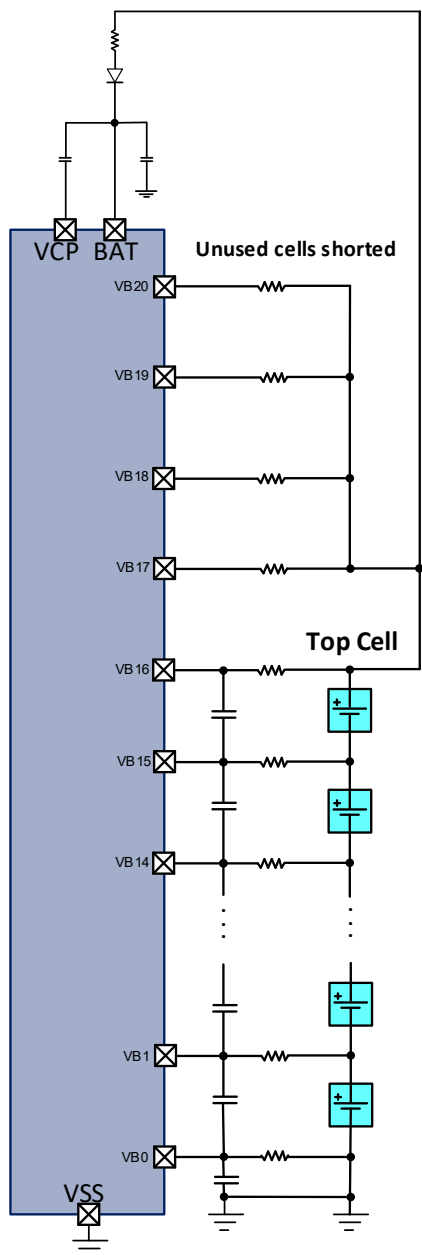 VCP BAT
Unused cells shorted
VB20
VB19
VB18
VB17
Top Cell
VB16
+
VB15
+
VB14
+
VB1
+
VB0
VSS